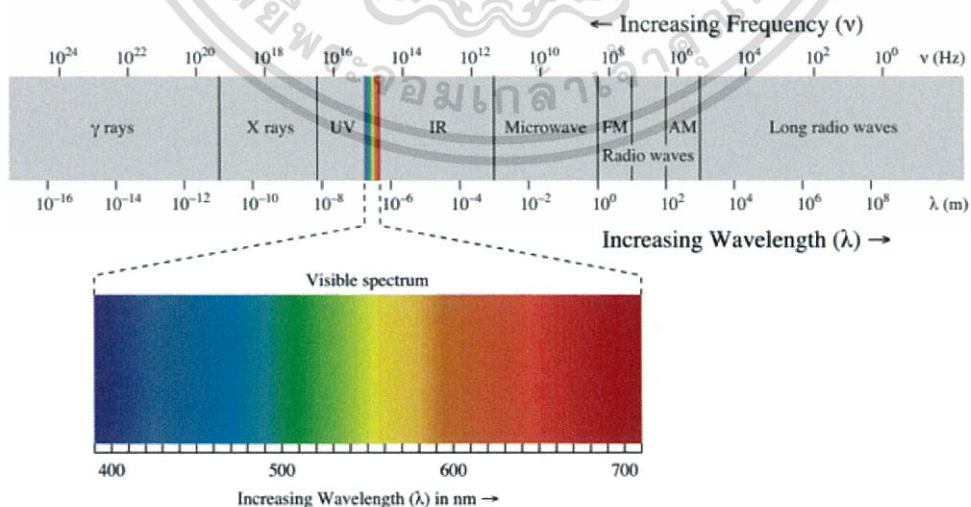 ← Increasing Frequency (ν)
10²⁴ 10²² 10²⁰ 10¹⁸ 10¹⁶ 10¹⁴ 10¹² 10¹⁰ 10⁸ 10⁶ 10⁴ 10² 10⁰ ν (Hz)
γ rays X rays UV IR Microwave FM AM Long radio waves
Radio waves
10⁻¹⁶ 10⁻¹⁴ 10⁻¹² 10⁻¹⁰ 10⁻⁸ 10⁻⁶ 10⁻⁴ 10⁻² 10⁰ 10² 10⁴ 10⁶ 10⁸ λ (m)
Increasing Wavelength (λ) →
Visible spectrum
400 500 600 700
Increasing Wavelength (λ) in nm →